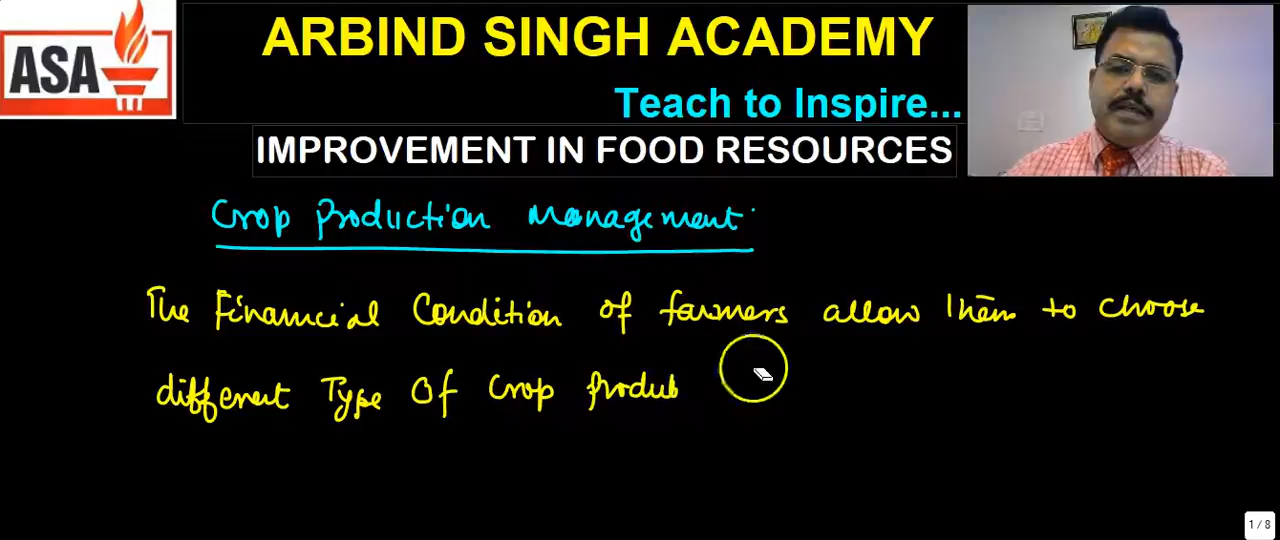 ASA
ARBIND SINGH ACADEMY
Teach to Inspire...
IMPROVEMENT IN FOOD RESOURCES
Crop Production Management
The Financial Condition of farmers allow them to choose
different Type Of Crop Produ
1 / 8